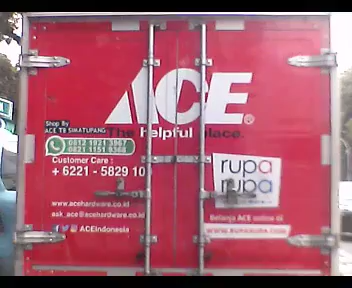 ACE
The helpful place.
Shop By
ACE TB SIMATUPANG
Customer Care :
+ 6221 - 5829 10
rupa
rupa
www.acehardware.co.id
ask_ace@acehardware.co.id
ACEIndonesia
Belanja ACE online di
www.ruparupa.com